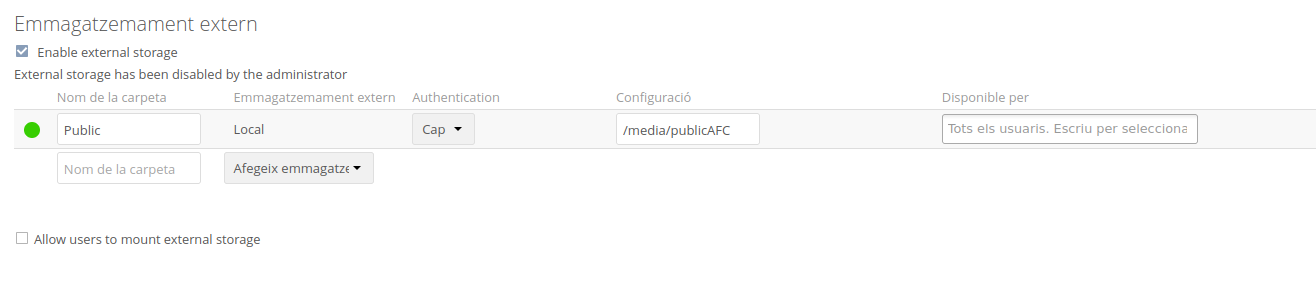 Emmagatzemament extern
Enable external storage
External storage has been disabled by the administrator
Nom de la carpeta Emmagatzemament extern Authentication Configuració Disponible per
Public Local Cap /media/publicAFC Tots els usuaris. Escriu per selecciona
Nom de la carpeta Afegeix emmagatze
Allow users to mount external storage